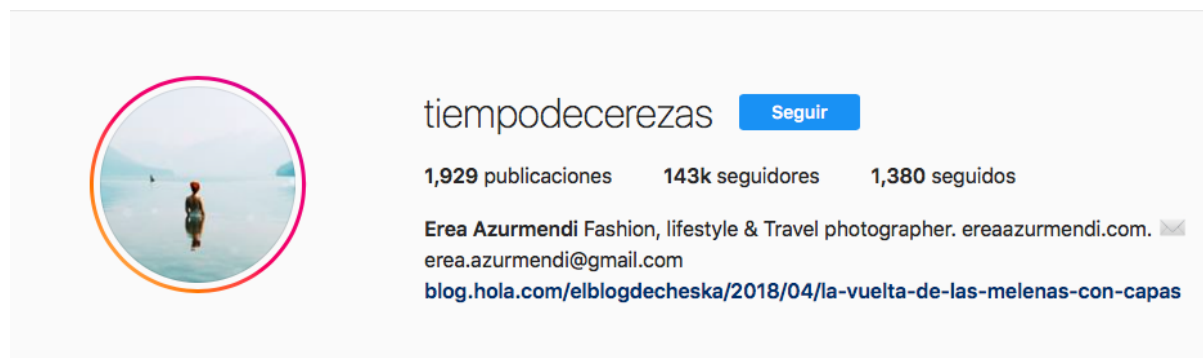 tiempodecerezas Seguir
1,929 publicaciones 143k seguidores 1,380 seguidos
Erea Azurmendi Fashion, lifestyle & Travel photographer. ereaazurmendi.com. ✉
erea.azurmendi@gmail.com
blog.hola.com/elblogdecheska/2018/04/la-vuelta-de-las-melenas-con-capas